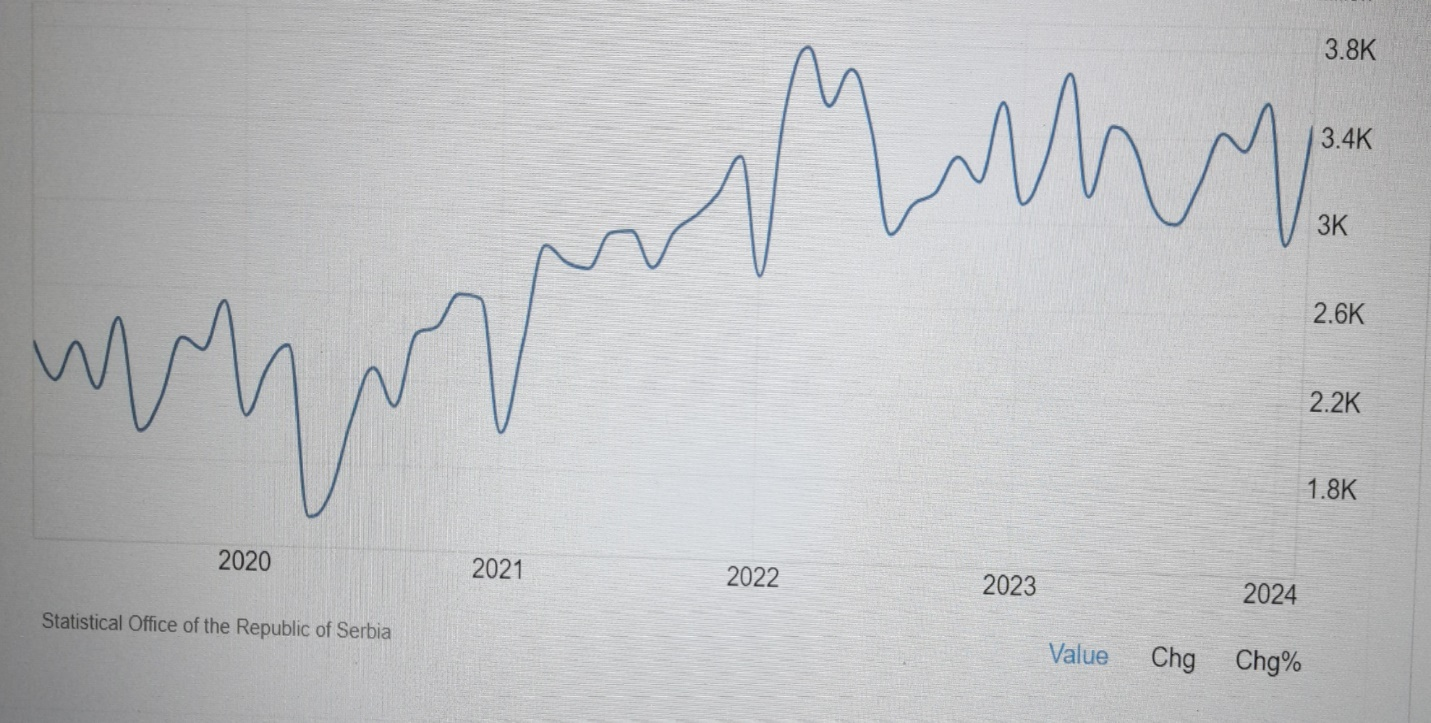 3.8K
3.4K
3K
2.6K
2.2K
1.8K
2020 2021 2022 2023 2024
Statistical Office of the Republic of Serbia
Value Chg Chg%